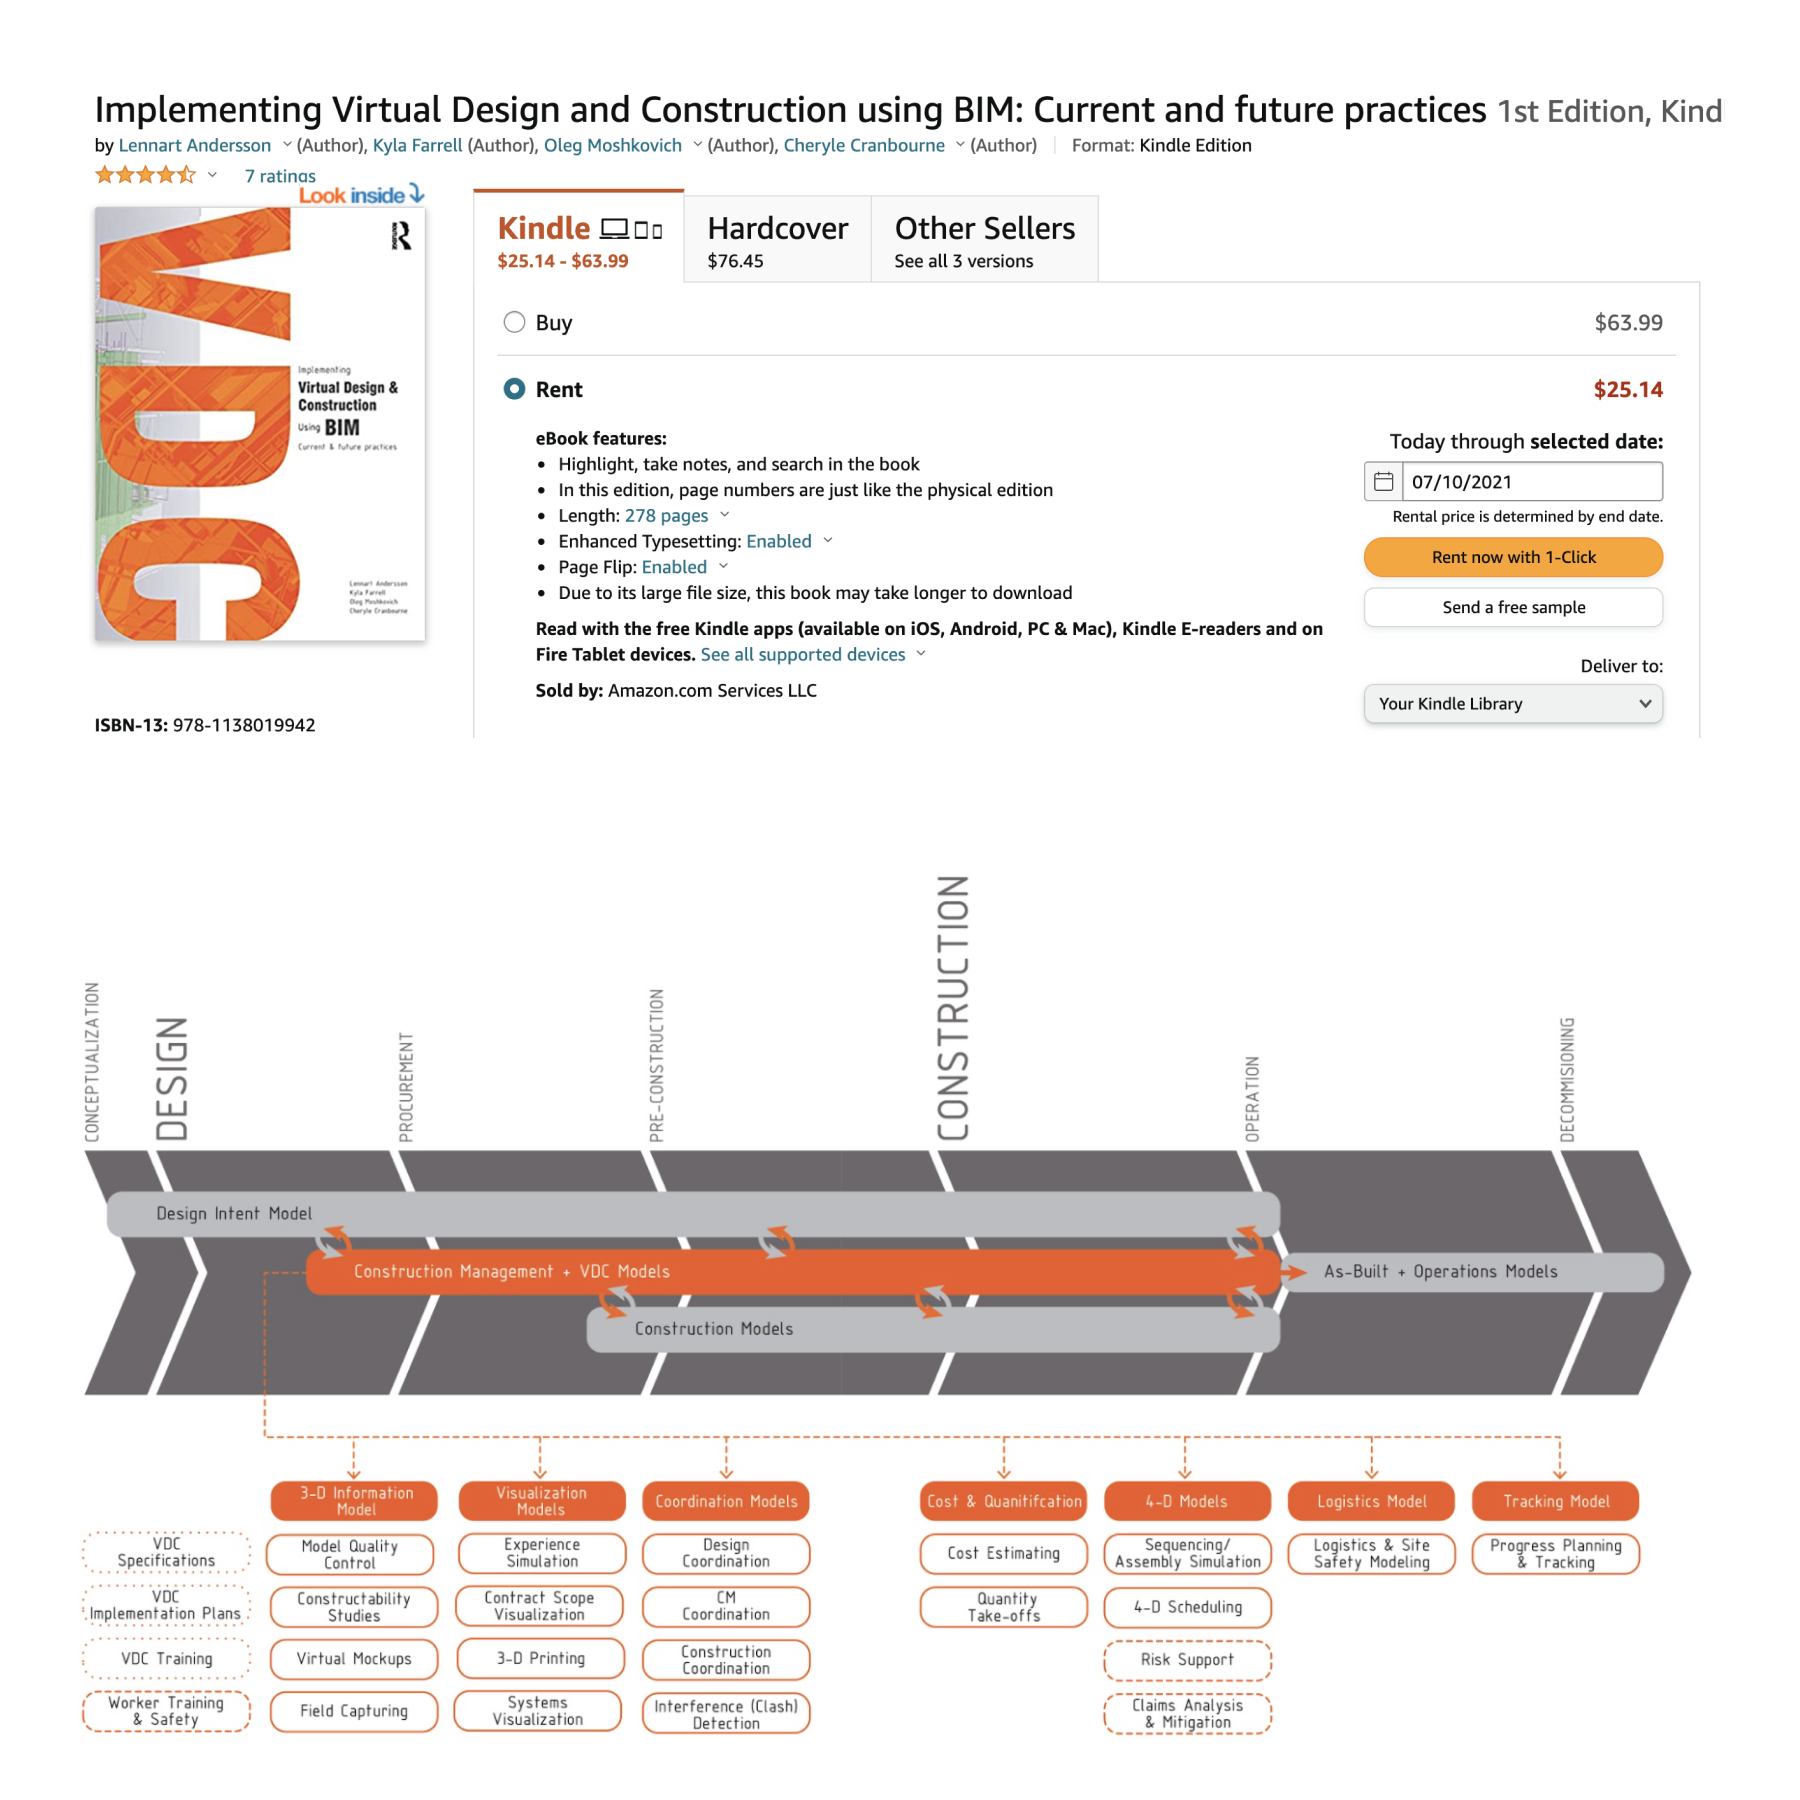 Implementing Virtual Design and Construction using BIM: Current and future practices 1st Edition, Kind
by Lennart Andersson (Author), Kyla Farrell (Author), Oleg Moshkovich (Author), Cheryle Cranbourne (Author) Format: Kindle Edition
7 ratings
Look inside
VDC
R
ROUTLEDGE
Implementing
Virtual Design &
Construction
Using BIM
Current & future practices
Lennart Andersson
Kyla Farrell
Oleg Moshkovich
Cheryle Cranbourne
ISBN-13: 978-1138019942
Kindle
$25.14 - $63.99
Hardcover
$76.45
Other Sellers
See all 3 versions
Buy
$63.99
Rent
$25.14
eBook features:
• Highlight, take notes, and search in the book
• In this edition, page numbers are just like the physical edition
• Length: 278 pages
• Enhanced Typesetting: Enabled
• Page Flip: Enabled
• Due to its large file size, this book may take longer to download
Read with the free Kindle apps (available on iOS, Android, PC & Mac), Kindle E-readers and on
Fire Tablet devices. See all supported devices
Sold by: Amazon.com Services LLC
Today through selected date:
07/10/2021
Rental price is determined by end date.
Rent now with 1-Click
Send a free sample
Deliver to:
Your Kindle Library
CONCEPTUALIZATION
DESIGN
PROCUREMENT
PRE-CONSTRUCTION
CONSTRUCTION
OPERATION
DECOMMISIONING
Design Intent Model
Construction Management + VDC Models
As-Built + Operations Models
Construction Models
VDC
Specifications
VDC
Implementation Plans
VDC Training
Worker Training
& Safety
3-D Information
Model
Model Quality
Control
Constructability
Studies
Virtual Mockups
Field Capturing
Visualization
Models
Experience
Simulation
Contract Scope
Visualization
3-D Printing
Systems
Visualization
Coordination Models
Design
Coordination
CM
Coordination
Construction
Coordination
Interference (Clash)
Detection
Cost & Quanitifcation
Cost Estimating
Quantity
Take-offs
4-D Models
Sequencing/
Assembly Simulation
4-D Scheduling
Risk Support
Claims Analysis
& Mitigation
Logistics Model
Logistics & Site
Safety Modeling
Tracking Model
Progress Planning
& Tracking